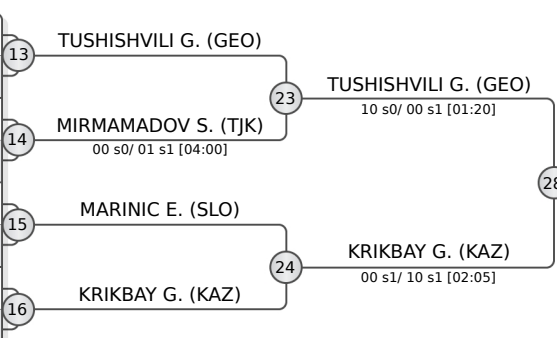 13
TUSHISHVILI G. (GEO)
23
TUSHISHVILI G. (GEO)
10 s0/ 00 s1 [01:20]
14
MIRMAMADOV S. (TJK)
00 s0/ 01 s1 [04:00]
28
15
MARINIC E. (SLO)
24
KRIKBAY G. (KAZ)
00 s1/ 10 s1 [02:05]
16
KRIKBAY G. (KAZ)